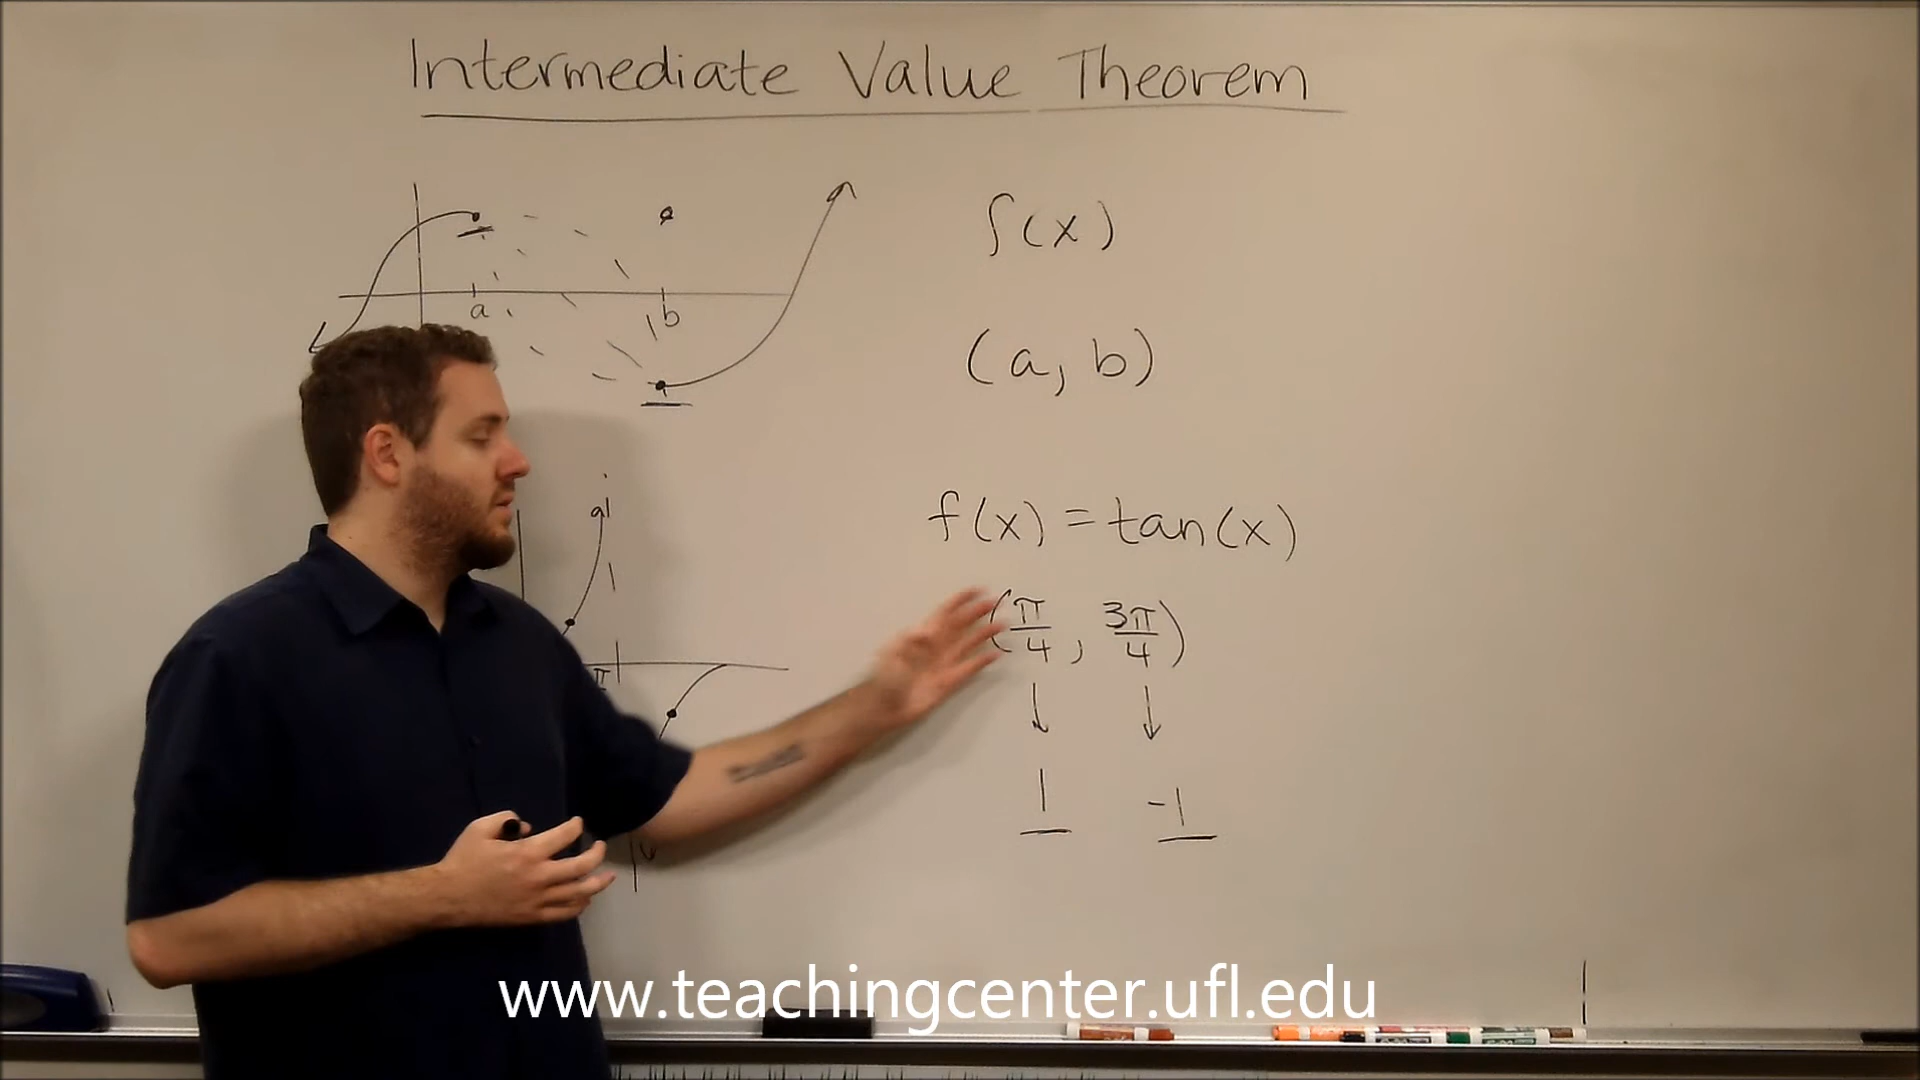 Intermediate Value Theorem
f(x)
a
b
(a, b)
f(x) = tan(x)
(π/4, 3π/4)
1 -1
www.teachingcenter.ufl.edu